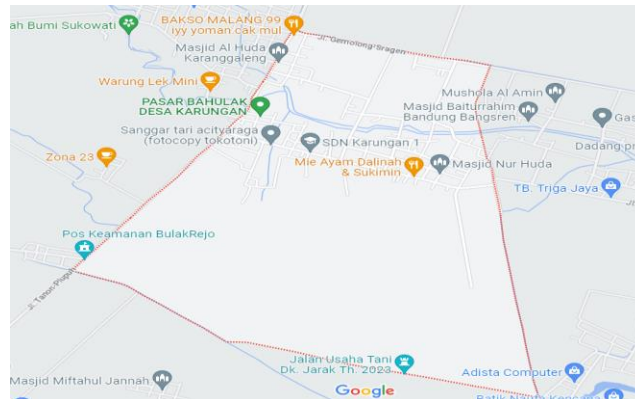 ah Bumi Sukowati
BAKSO MALANG 99
iyy yoman cak mul
Jl. Gemolong-Sragen
Masjid Al Huda
Karanggaleng
Warung Lek Mini
Mushola Al Amin
PASAR BAHULAK
DESA KARUNGAN
Masjid Baiturrahim
Bandung Bangsren
Gas
Sanggar tari acityaraga
(fotocopy tokotoni)
SDN Karungan 1
Dadang pr
Zona 23
Mie Ayam Dalinah
& Sukimin
Masjid Nur Huda
TB. Triga Jaya
Pos Keamanan BulakRejo
Jl. Tanon-Plupuh
Jalan Usaha Tani
Dk. Jarak Th. 2023
Adista Computer
Masjid Miftahul Jannah
Google